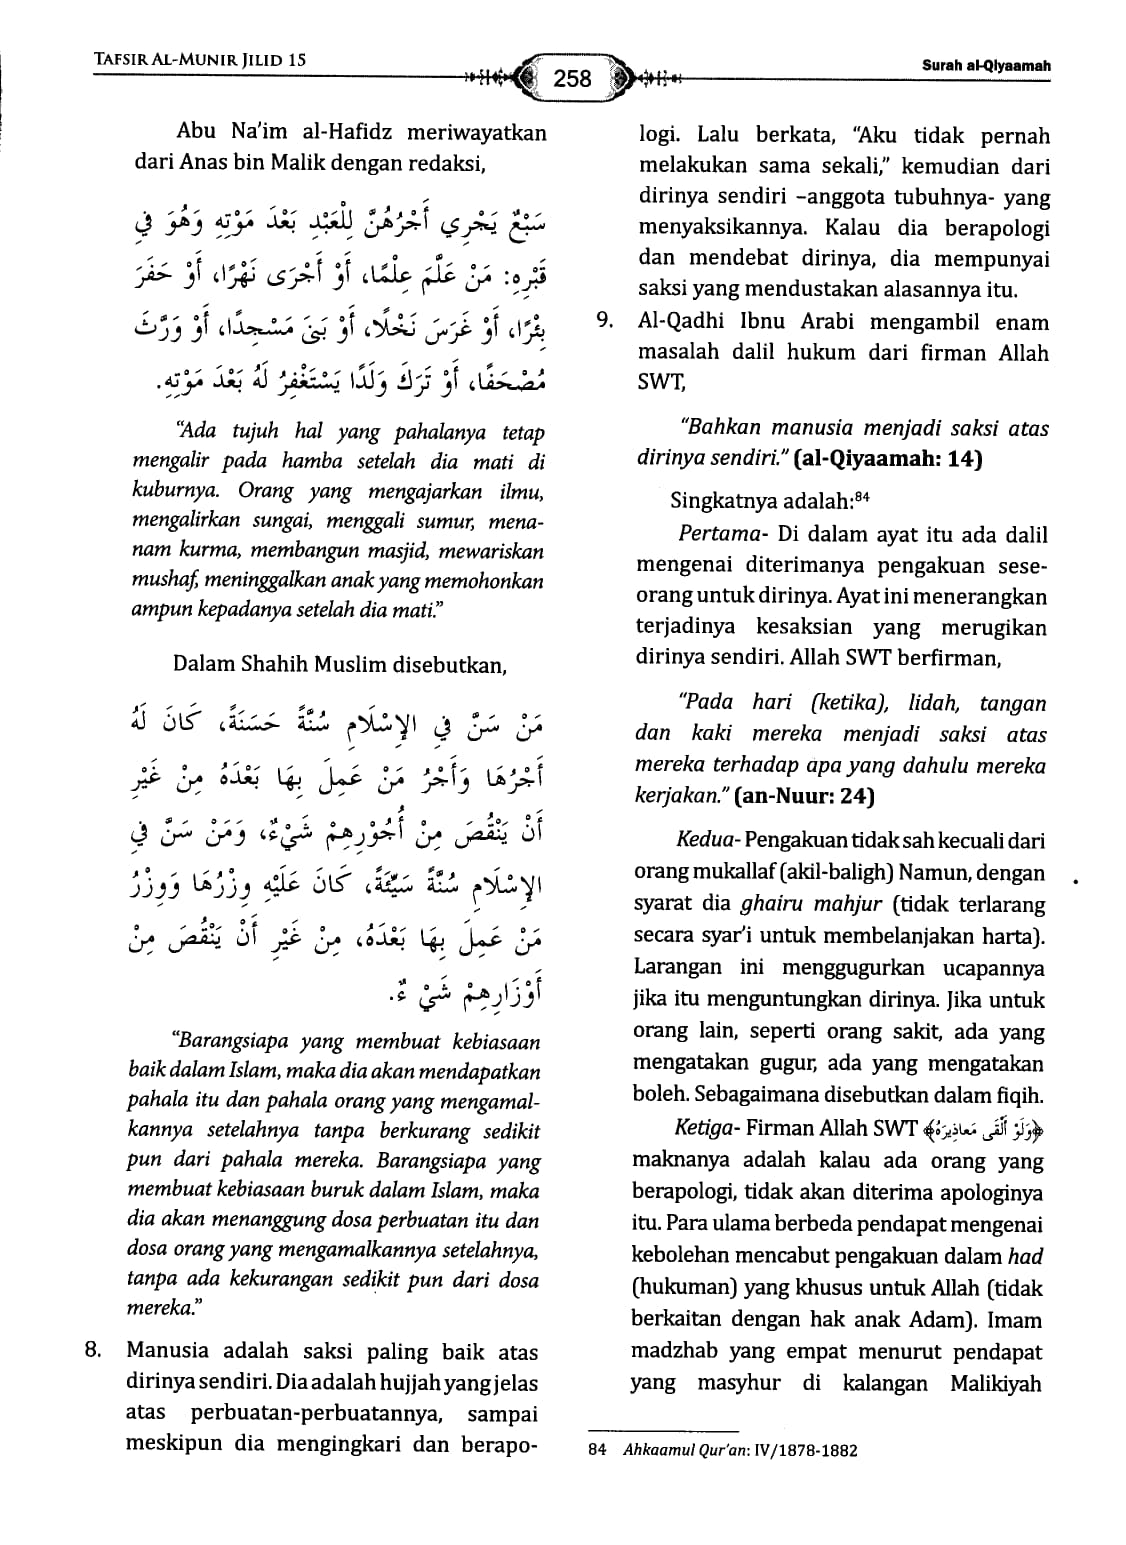 TAFSIR AL-MUNIR JILID 15
258
Surah al-Qiyaamah
Abu Na'im al-Hafidz meriwayatkan
dari Anas bin Malik dengan redaksi,
سَبْعٌ يَجْرِي أَجْرُهُنَّ لِلْعَبْدِ بَعْدَ مَوْتِهِ وَهُوَ فِي
قَبْرِهِ: مَنْ عَلَّمَ عِلْمًا، أَوْ أَجْرَى نَهْرًا، أَوْ حَفَرَ
بِئْرًا، أَوْ غَرَسَ نَخْلًا، أَوْ بَنَى مَسْجِدًا، أَوْ وَرَّثَ
مُصْحَفًا، أَوْ تَرَكَ وَلَدًا يَسْتَغْفِرُ لَهُ بَعْدَ مَوْتِهِ.
"Ada tujuh hal yang pahalanya tetap
mengalir pada hamba setelah dia mati di
kuburnya. Orang yang mengajarkan ilmu,
mengalirkan sungai, menggali sumur, mena-
nam kurma, membangun masjid, mewariskan
mushaf, meninggalkan anak yang memohonkan
ampun kepadanya setelah dia mati."
Dalam Shahih Muslim disebutkan,
مَنْ سَنَّ فِي الإِسْلَامِ سُنَّةً حَسَنَةً، كَانَ لَهُ
أَجْرُهَا وَأَجْرُ مَنْ عَمِلَ بِهَا بَعْدَهُ مِنْ غَيْرِ
أَنْ يَنْقُصَ مِنْ أُجُوْرِهِمْ شَيْءٌ، وَمَنْ سَنَّ فِي
الإِسْلَامِ سُنَّةً سَيِّئَةً، كَانَ عَلَيْهِ وِزْرُهَا وَوِزْرُ
مَنْ عَمِلَ بِهَا بَعْدَهُ، مِنْ غَيْرِ أَنْ يَنْقُصَ مِنْ
أَوْزَارِهِمْ شَيْءٌ.
"Barangsiapa yang membuat kebiasaan
baik dalam Islam, maka dia akan mendapatkan
pahala itu dan pahala orang yang mengamal-
kannya setelahnya tanpa berkurang sedikit
pun dari pahala mereka. Barangsiapa yang
membuat kebiasaan buruk dalam Islam, maka
dia akan menanggung dosa perbuatan itu dan
dosa orang yang mengamalkannya setelahnya,
tanpa ada kekurangan sedikit pun dari dosa
mereka."
8. Manusia adalah saksi paling baik atas
dirinya sendiri. Dia adalah hujjah yang jelas
atas perbuatan-perbuatannya, sampai
meskipun dia mengingkari dan berapo-
logi. Lalu berkata, "Aku tidak pernah
melakukan sama sekali," kemudian dari
dirinya sendiri –anggota tubuhnya- yang
menyaksikannya. Kalau dia berapologi
dan mendebat dirinya, dia mempunyai
saksi yang mendustakan alasannya itu.
9. Al-Qadhi Ibnu Arabi mengambil enam
masalah dalil hukum dari firman Allah
SWT,
"Bahkan manusia menjadi saksi atas
dirinya sendiri." (al-Qiyaamah: 14)
Singkatnya adalah:84
Pertama- Di dalam ayat itu ada dalil
mengenai diterimanya pengakuan sese-
orang untuk dirinya. Ayat ini menerangkan
terjadinya kesaksian yang merugikan
dirinya sendiri. Allah SWT berfirman,
"Pada hari (ketika), lidah, tangan
dan kaki mereka menjadi saksi atas
mereka terhadap apa yang dahulu mereka
kerjakan." (an-Nuur: 24)
Kedua- Pengakuan tidak sah kecuali dari
orang mukallaf (akil-baligh) Namun, dengan
syarat dia ghairu mahjur (tidak terlarang
secara syar'i untuk membelanjakan harta).
Larangan ini menggugurkan ucapannya
jika itu menguntungkan dirinya. Jika untuk
orang lain, seperti orang sakit, ada yang
mengatakan gugur, ada yang mengatakan
boleh. Sebagaimana disebutkan dalam fiqih.
Ketiga- Firman Allah SWT ﴿وَلَوْ أَلْقَى مَعَاذِيرَهُ﴾
maknanya adalah kalau ada orang yang
berapologi, tidak akan diterima apologinya
itu. Para ulama berbeda pendapat mengenai
kebolehan mencabut pengakuan dalam had
(hukuman) yang khusus untuk Allah (tidak
berkaitan dengan hak anak Adam). Imam
madzhab yang empat menurut pendapat
yang masyhur di kalangan Malikiyah
84 Ahkaamul Qur'an: IV/1878-1882